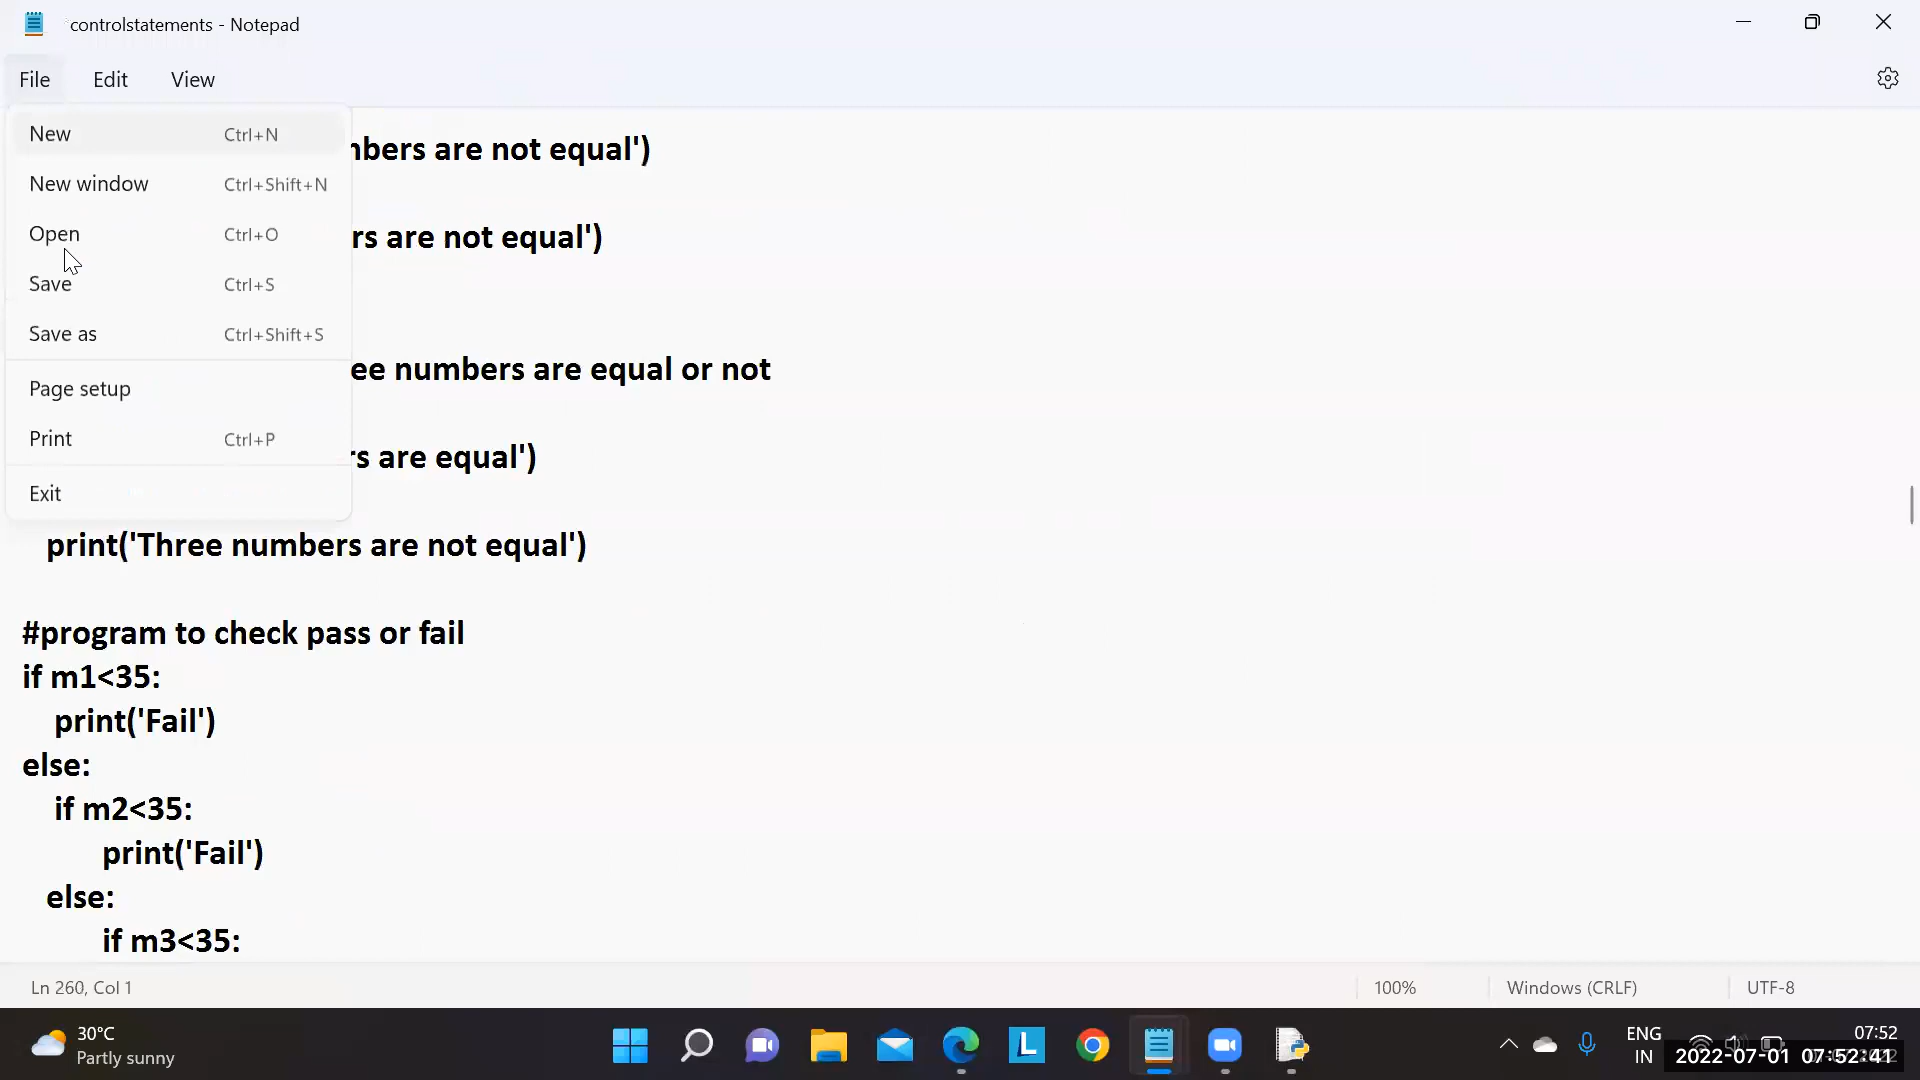 controlstatements - Notepad
File Edit View
New Ctrl+N
New window Ctrl+Shift+N
Open Ctrl+O
Save Ctrl+S
Save as Ctrl+Shift+S
Page setup
Print Ctrl+P
Exit
bers are not equal')
rs are not equal')
ee numbers are equal or not
rs are equal')
print('Three numbers are not equal')
#program to check pass or fail
if m1<35:
print('Fail')
else:
if m2<35:
print('Fail')
else:
if m3<35:
Ln 260, Col 1 100% Windows (CRLF) UTF-8
30°C
Partly sunny
L
ENG
IN
07:52
2022-07-01 07:52:41